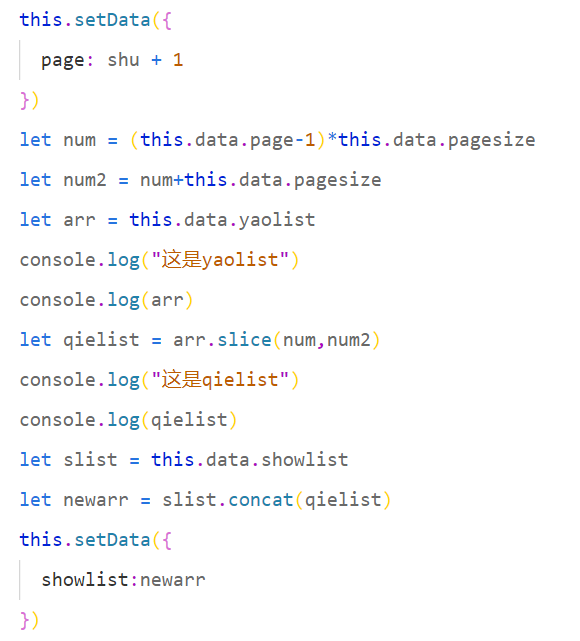 this.setData({
page: shu + 1
})
let num = (this.data.page-1)*this.data.pagesize
let num2 = num+this.data.pagesize
let arr = this.data.yaolist
console.log("这是yaolist")
console.log(arr)
let qielist = arr.slice(num,num2)
console.log("这是qielist")
console.log(qielist)
let slist = this.data.showlist
let newarr = slist.concat(qielist)
this.setData({
showlist:newarr
})